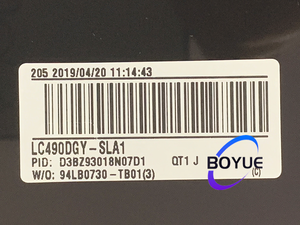 205 2019/04/20 11:14:43
LC490DGY-SLA1
PID: D3BZ93018N07D1 QT1 J
W/O: 94LB0730-TB01(3) (C)
BOYUE